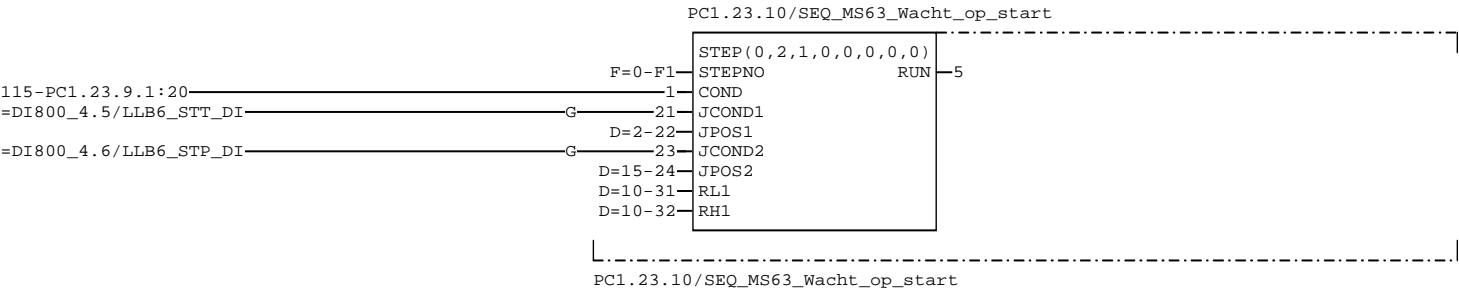 PC1.23.10/SEQ_MS63_Wacht_op_start
STEP(0,2,1,0,0,0,0,0)
F=0-F1 STEPNO RUN 5
115-PC1.23.9.1:20 1 COND
=DI800_4.5/LLB6_STT_DI G 21 JCOND1
D=2-22 JPOS1
=DI800_4.6/LLB6_STP_DI G 23 JCOND2
D=15-24 JPOS2
D=10-31 RL1
D=10-32 RH1
PC1.23.10/SEQ_MS63_Wacht_op_start